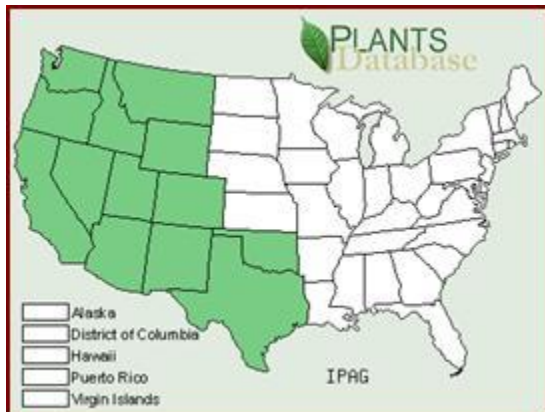 PLANTS
Database
Alaska
District of Columbia
Hawaii
Puerto Rico
Virgin Islands
IPAG